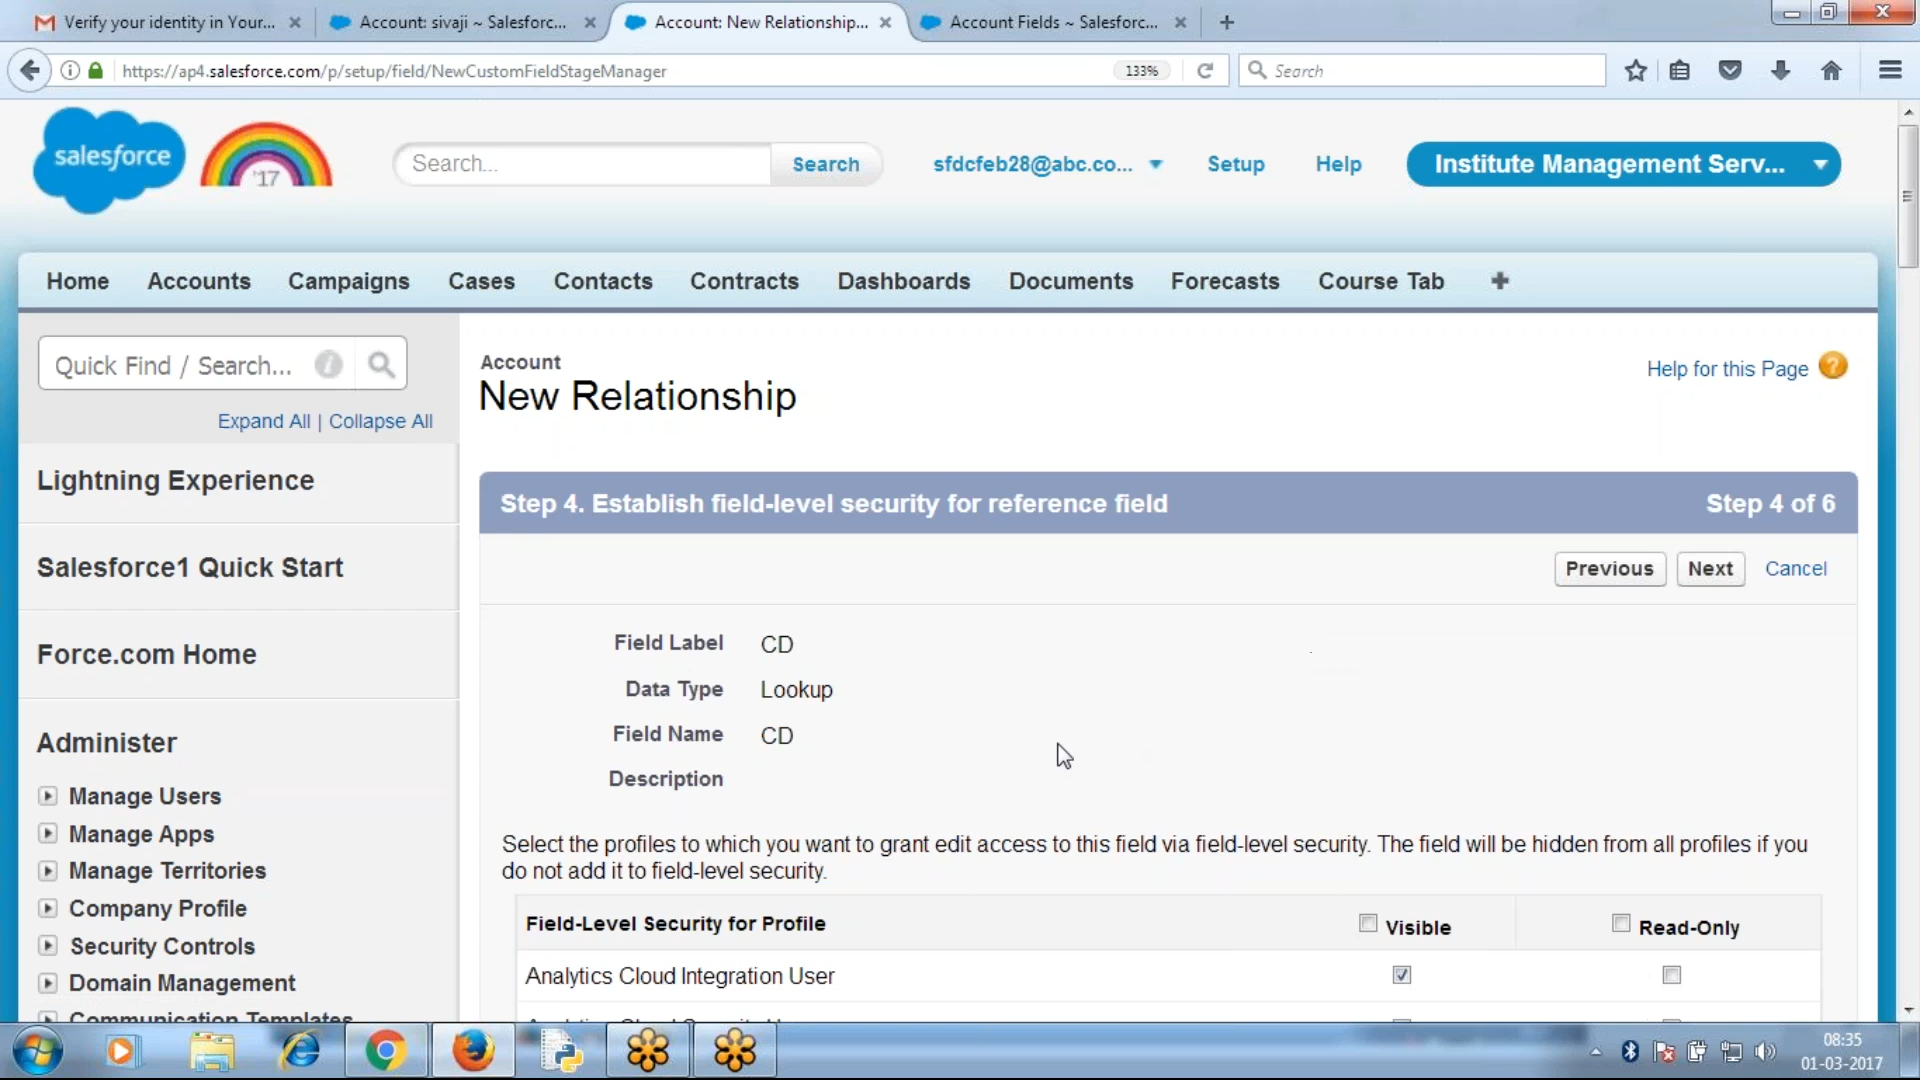 Verify your identity in Your...
Account: sivaji ~ Salesforc...
Account: New Relationship...
Account Fields ~ Salesforc...
https://ap4.salesforce.com/p/setup/field/NewCustomFieldStageManager
133%
Search
salesforce
'17
Search...
Search
sfdcfeb28@abc.co...
Setup
Help
Institute Management Serv...
Home
Accounts
Campaigns
Cases
Contacts
Contracts
Dashboards
Documents
Forecasts
Course Tab
Quick Find / Search...
Expand All | Collapse All
Lightning Experience
Salesforce1 Quick Start
Force.com Home
Administer
Manage Users
Manage Apps
Manage Territories
Company Profile
Security Controls
Domain Management
Communication Templates
Account
New Relationship
Help for this Page
Step 4. Establish field-level security for reference field
Step 4 of 6
Previous
Next
Cancel
Field Label CD
Data Type Lookup
Field Name CD
Description
Select the profiles to which you want to grant edit access to this field via field-level security. The field will be hidden from all profiles if you
do not add it to field-level security.
Field-Level Security for Profile
Visible
Read-Only
Analytics Cloud Integration User
08:35
01-03-2017